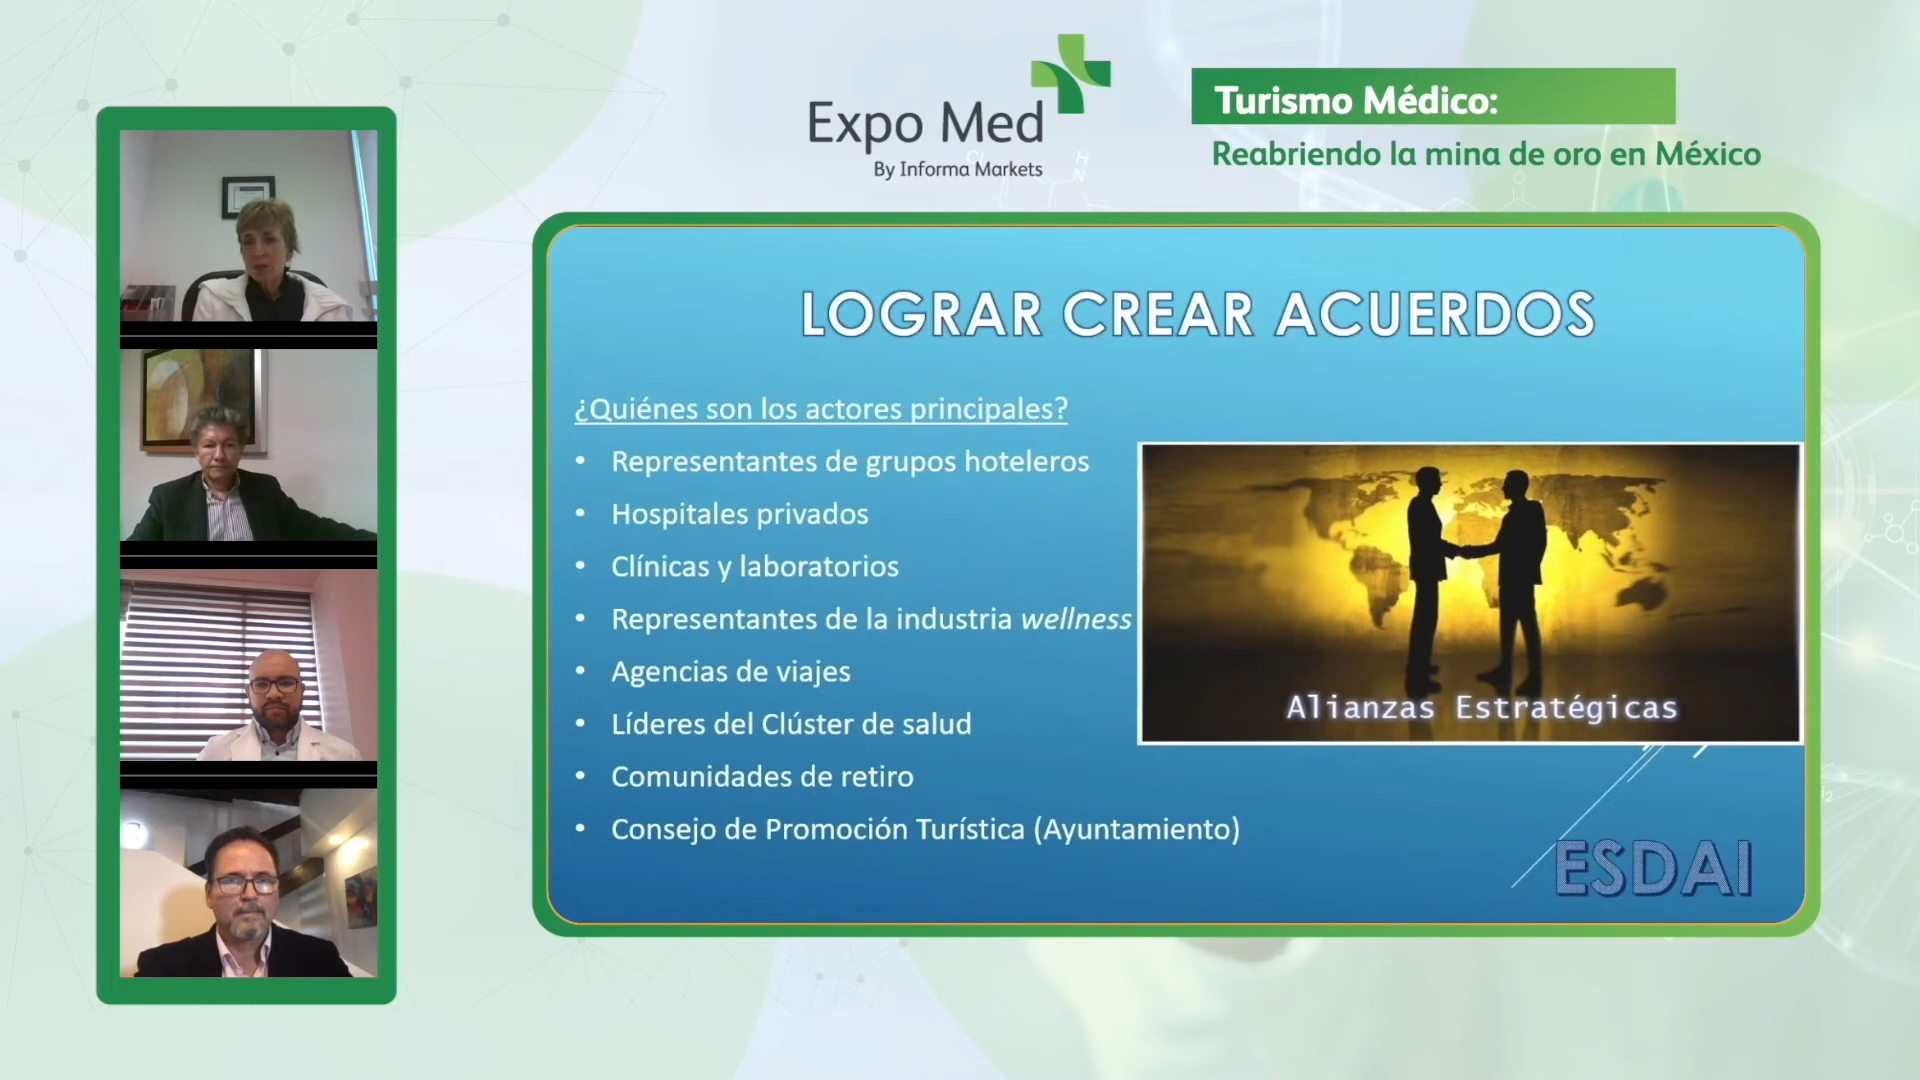 Expo Med
By Informa Markets
Turismo Médico:
Reabriendo la mina de oro en México
LOGRAR CREAR ACUERDOS
¿Quiénes son los actores principales?
• Representantes de grupos hoteleros
• Hospitales privados
• Clínicas y laboratorios
• Representantes de la industria wellness
• Agencias de viajes
• Líderes del Clúster de salud
• Comunidades de retiro
• Consejo de Promoción Turística (Ayuntamiento)
Alianzas Estratégicas
ESDAI